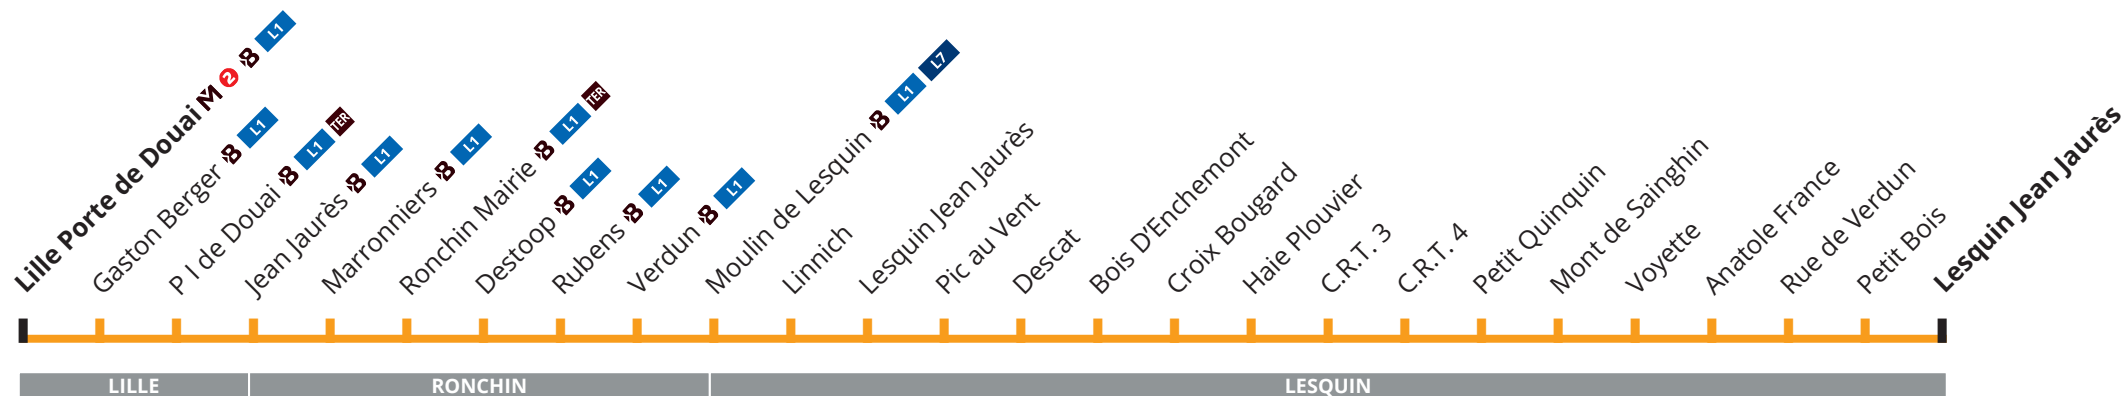 Lille Porte de Douai M 2 B L1
Gaston Berger B L1
P l de Douai B L1 TER
Jean Jaurès B L1
Marronniers B L1
Ronchin Mairie B L1 TER
Destoop B L1
Rubens B L1
Verdun B L1
Moulin de Lesquin B L1 L7
Linnich
Lesquin Jean Jaurès
Pic au Vent
Descat
Bois D'Enchemont
Croix Bougard
Haie Plouvier
C.R.T. 3
C.R.T. 4
Petit Quinquin
Mont de Sainghin
Voyette
Anatole France
Rue de Verdun
Petit Bois
Lesquin Jean Jaurès
LILLE
RONCHIN
LESQUIN